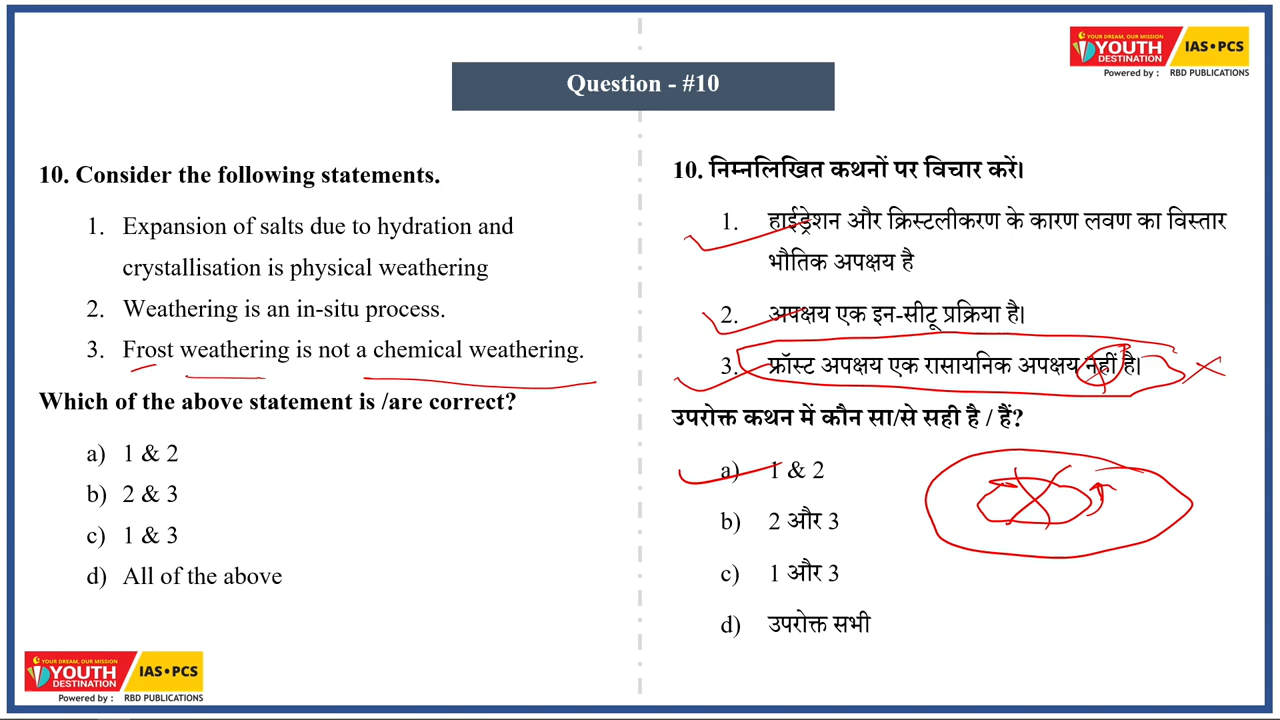 YOUR DREAM, OUR MISSION
YOUTH
DESTINATION
IAS•PCS
Powered by : RBD PUBLICATIONS
Question - #10
10. Consider the following statements.
1. Expansion of salts due to hydration and
crystallisation is physical weathering
2. Weathering is an in-situ process.
3. Frost weathering is not a chemical weathering.
Which of the above statement is /are correct?
a) 1 & 2
b) 2 & 3
c) 1 & 3
d) All of the above
10. निम्नलिखित कथनों पर विचार करें।
1. हाईड्रेशन और क्रिस्टलीकरण के कारण लवण का विस्तार
भौतिक अपक्षय है
2. अपक्षय एक इन-सीटू प्रक्रिया है।
3. फ्रॉस्ट अपक्षय एक रासायनिक अपक्षय नहीं है।
उपरोक्त कथन में कौन सा/से सही है / हैं?
a) 1 & 2
b) 2 और 3
c) 1 और 3
d) उपरोक्त सभी
YOUR DREAM, OUR MISSION
YOUTH
DESTINATION
IAS•PCS
Powered by : RBD PUBLICATIONS